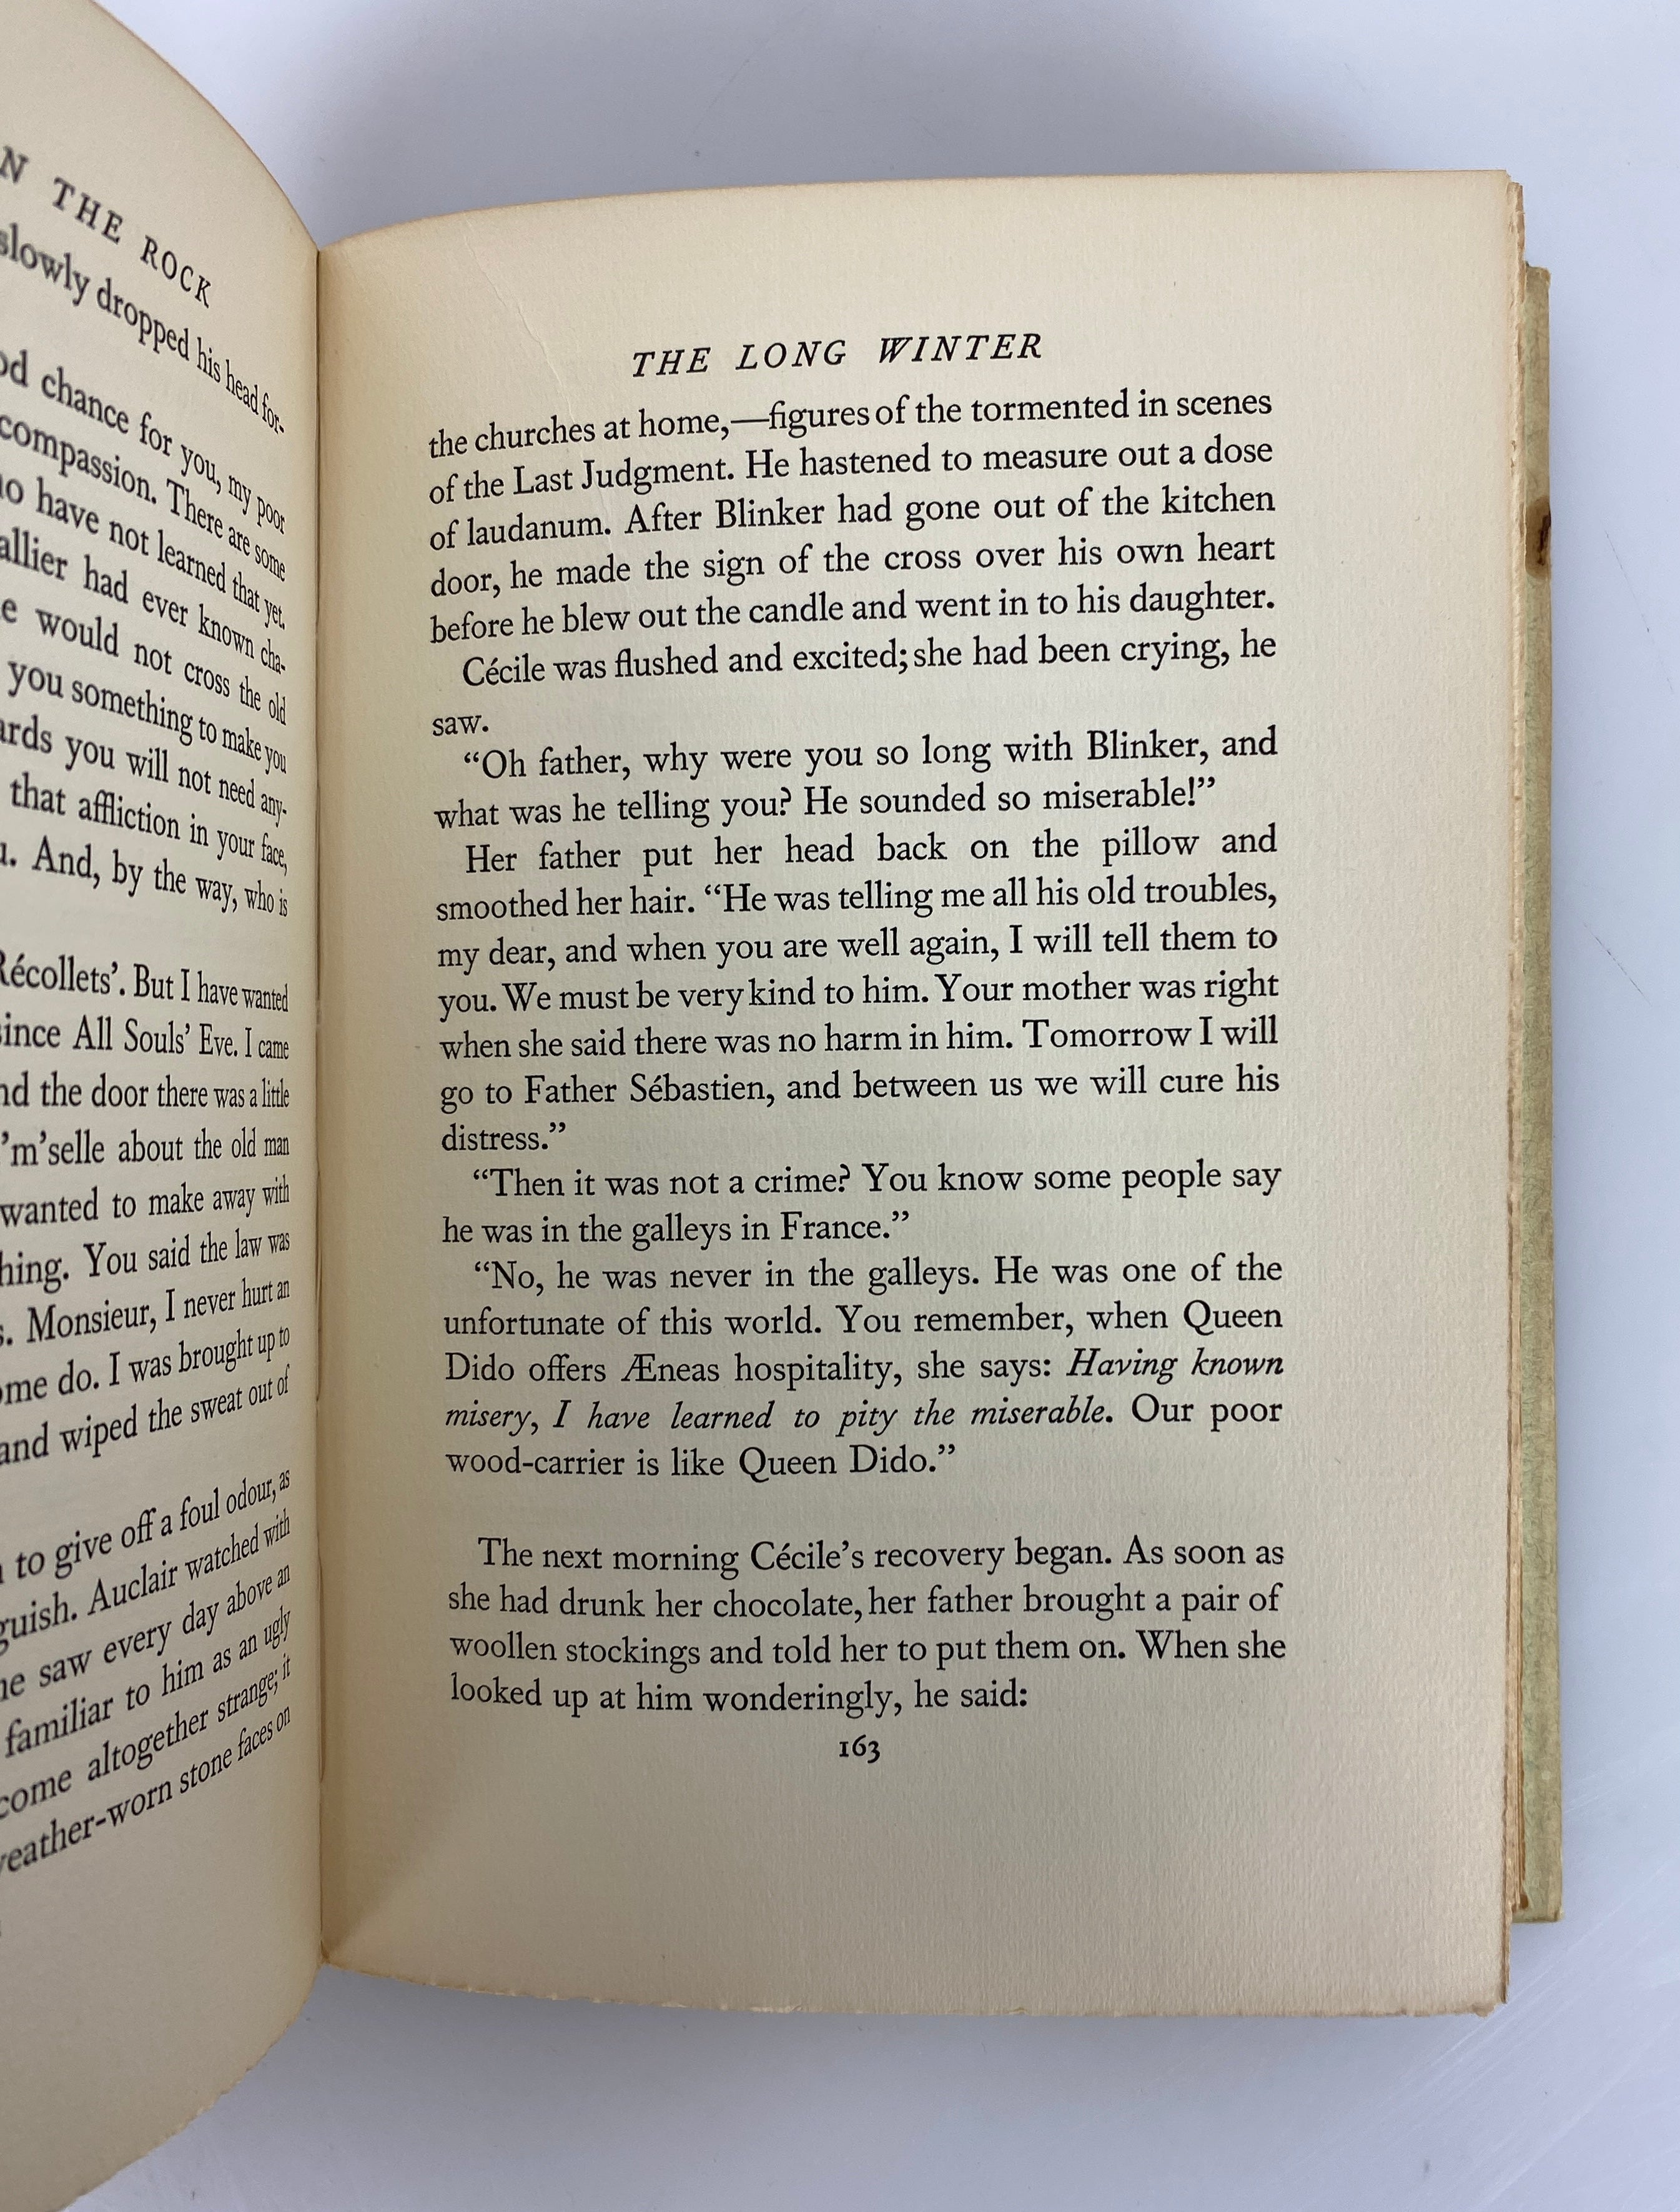 N THE ROCK
slowly dropped his head for-
od chance for you, my poor
compassion. There are some
have not learned that yet.
allier had ever known cha-
would not cross the old
you something to make you
ards you will not need any-
that affliction in your face,
And, by the way, who is
Récollets'. But I have wanted
since All Souls' Eve. I came
nd the door there was a little
'm'selle about the old man
wanted to make away with
hing. You said the law was
s. Monsieur, I never hurt an
ome do. I was brought up to
and wiped the sweat out of
to give off a foul odour, as
guish. Auclair watched with
he saw every day above an
familiar to him as an ugly
come altogether strange; it
weather-worn stone faces on
THE LONG WINTER
the churches at home,—figures of the tormented in scenes
of the Last Judgment. He hastened to measure out a dose
of laudanum. After Blinker had gone out of the kitchen
door, he made the sign of the cross over his own heart
before he blew out the candle and went in to his daughter.
Cécile was flushed and excited; she had been crying, he
saw.
“Oh father, why were you so long with Blinker, and
what was he telling you? He sounded so miserable!”
Her father put her head back on the pillow and
smoothed her hair. “He was telling me all his old troubles,
my dear, and when you are well again, I will tell them to
you. We must be very kind to him. Your mother was right
when she said there was no harm in him. Tomorrow I will
go to Father Sébastien, and between us we will cure his
distress.”
“Then it was not a crime? You know some people say
he was in the galleys in France.”
“No, he was never in the galleys. He was one of the
unfortunate of this world. You remember, when Queen
Dido offers Æneas hospitality, she says: Having known
misery, I have learned to pity the miserable. Our poor
wood-carrier is like Queen Dido.”
The next morning Cécile’s recovery began. As soon as
she had drunk her chocolate, her father brought a pair of
woollen stockings and told her to put them on. When she
looked up at him wonderingly, he said:
163